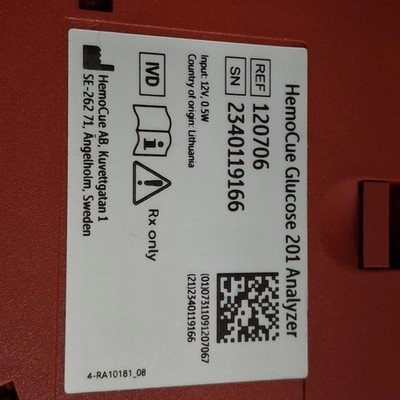 HemoCue Glucose 201 Analyzer
REF 120706
SN 2340119166
Input: 12V, 0.5W
Country of origin: Lithuania
IVD
Rx only
HemoCue AB, Kuvettgatan 1
SE-262 71, Ängelholm, Sweden
(01)07311091207067
(21)2340119166
4-RA10181_08